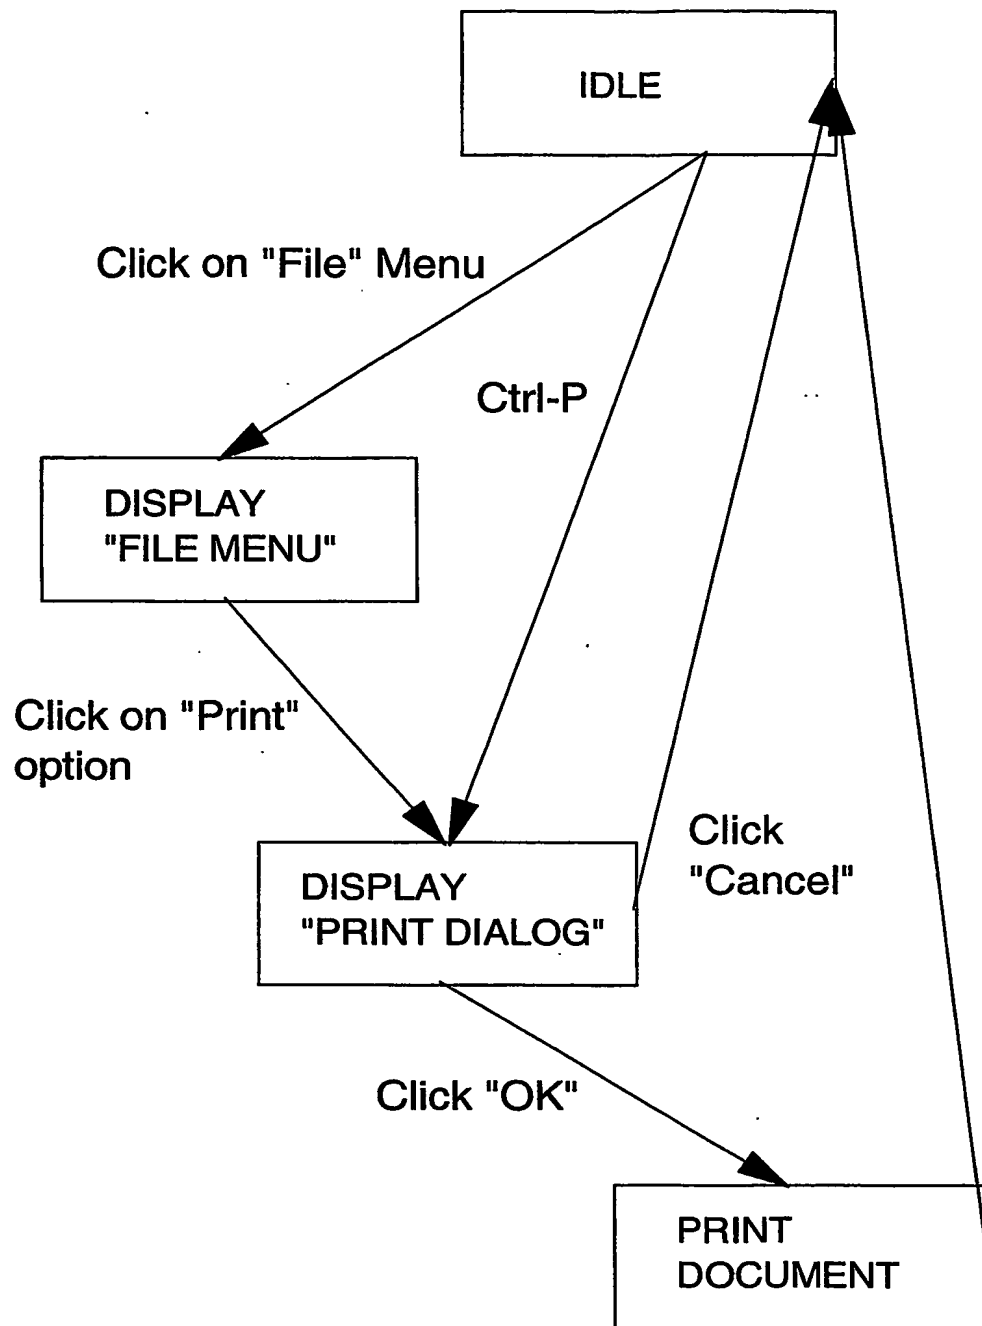 IDLE
Click on "File" Menu
Ctrl-P
DISPLAY
"FILE MENU"
Click on "Print"
option
Click
"Cancel"
DISPLAY
"PRINT DIALOG"
Click "OK"
PRINT
DOCUMENT